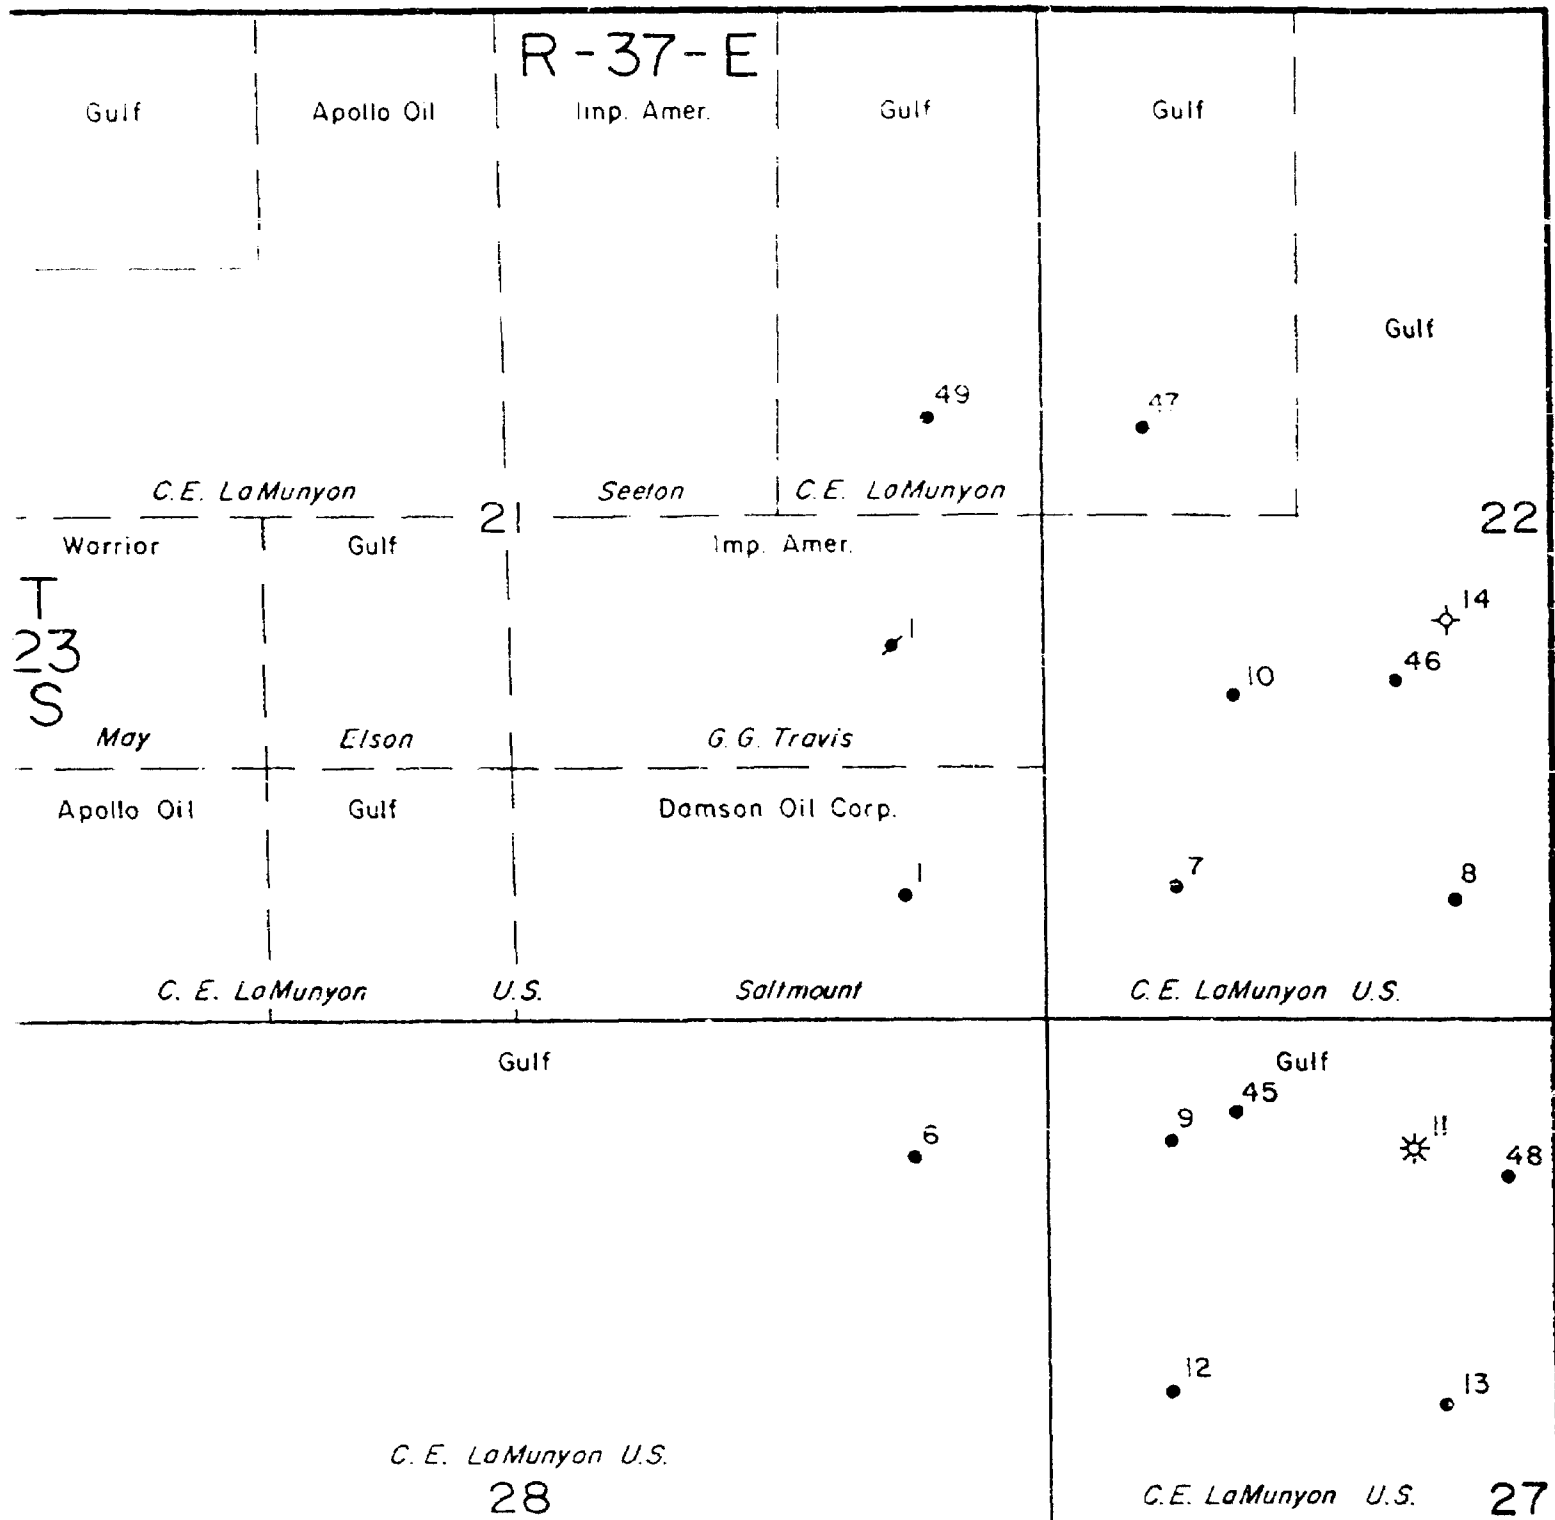 R-37-E
Gulf Apollo Oil Imp. Amer. Gulf Gulf
Gulf
49 47
C.E. LaMunyon Seeton C.E. LaMunyon
21 22
Warrior Gulf Imp. Amer.
T
23
S
14
1
46
10
May Elson G.G. Travis
Apollo Oil Gulf Damson Oil Corp.
7 8
1
C. E. LaMunyon U.S. Saltmount C.E. LaMunyon U.S.
Gulf Gulf
45
9 11
6
48
12 13
C. E. LaMunyon U.S.
28
C.E. LaMunyon U.S. 27